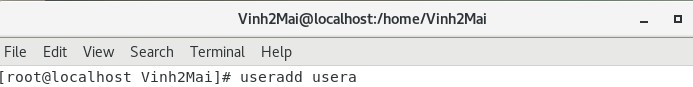 Vinh2Mai@localhost:/home/Vinh2Mai
File Edit View Search Terminal Help
[root@localhost Vinh2Mai]# useradd usera